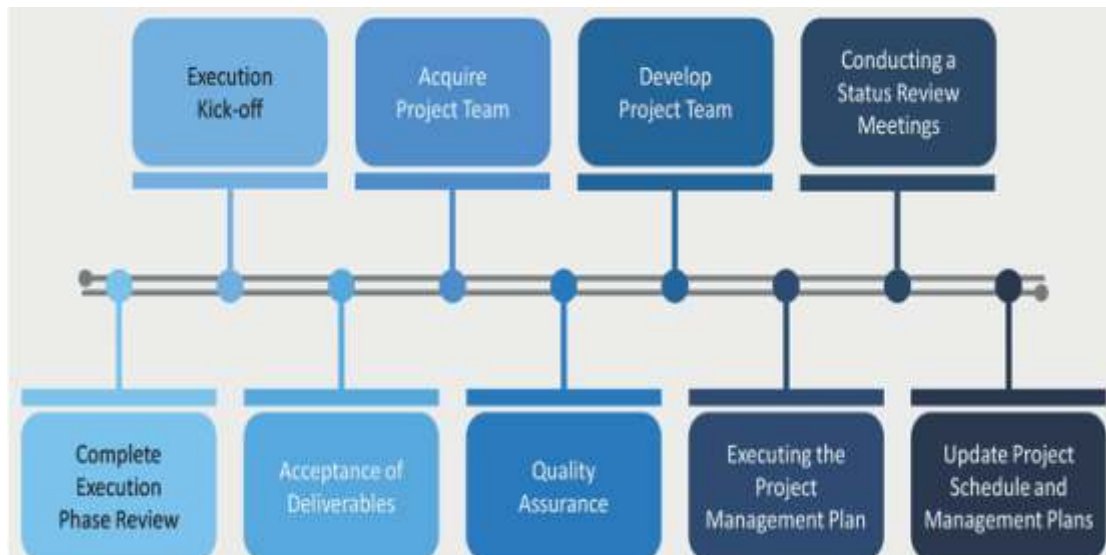 Execution
Kick-off
Acquire
Project Team
Develop
Project Team
Conducting a
Status Review
Meetings
Complete
Execution
Phase Review
Acceptance of
Deliverables
Quality
Assurance
Executing the
Project
Management Plan
Update Project
Schedule and
Management Plans